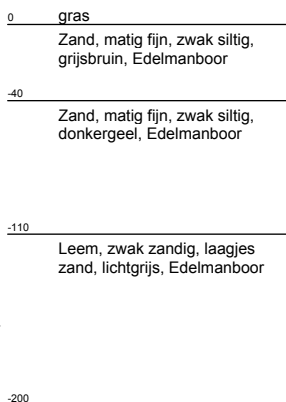 0 gras
Zand, matig fijn, zwak siltig,
grijsbruin, Edelmanboor
-40
Zand, matig fijn, zwak siltig,
donkergeel, Edelmanboor
-110
Leem, zwak zandig, laagjes
zand, lichtgrijs, Edelmanboor
-200